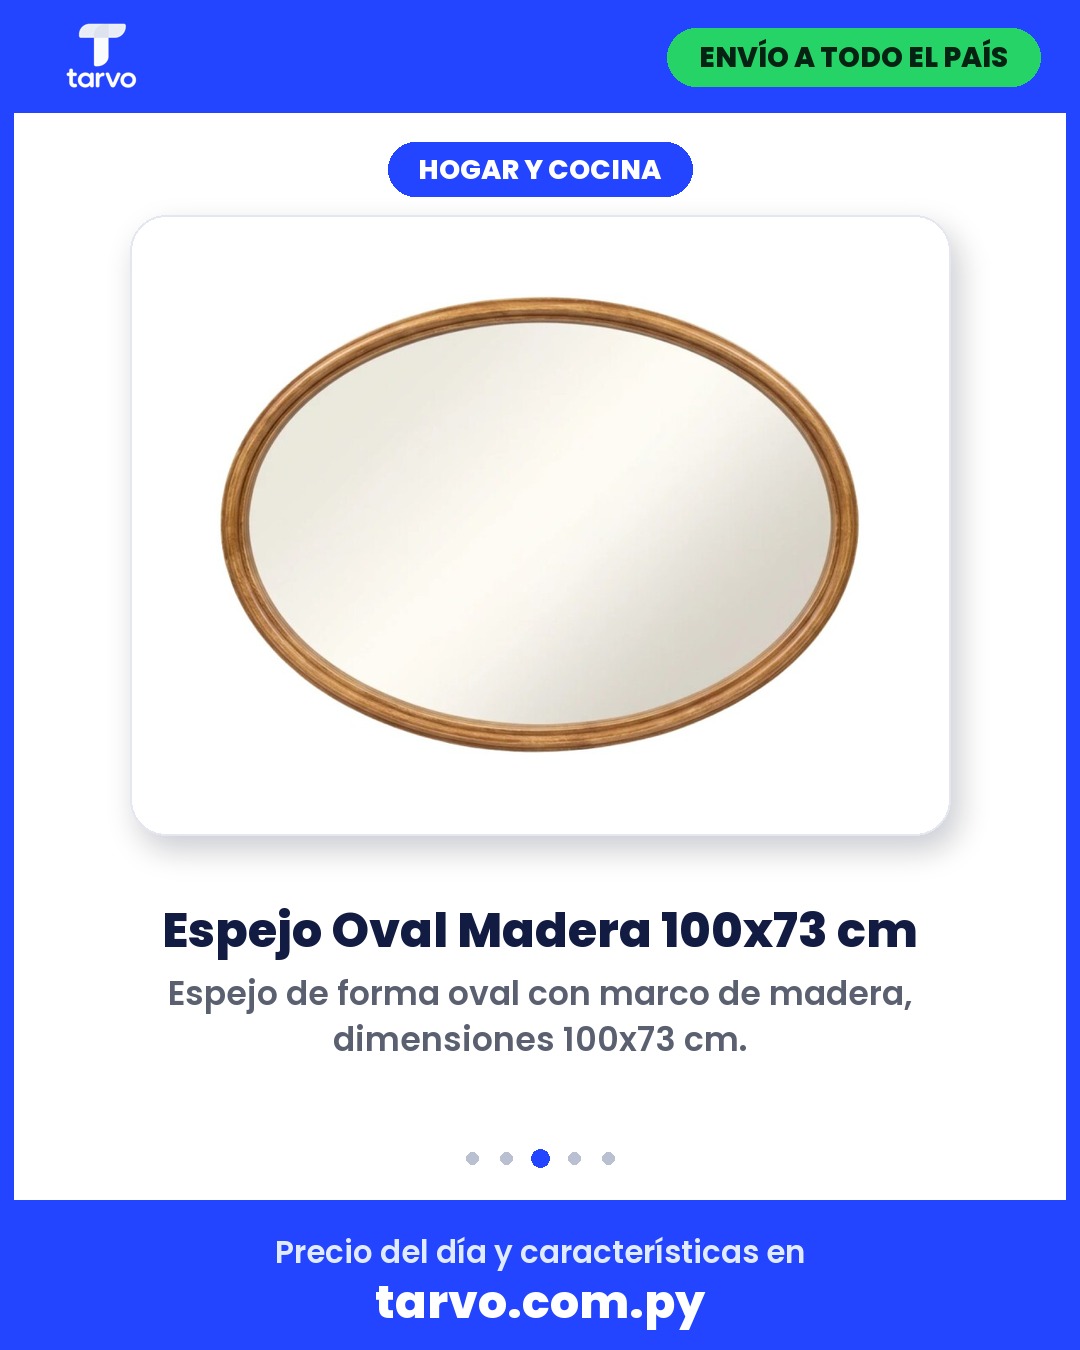 tarvo
ENVÍO A TODO EL PAÍS
HOGAR Y COCINA
Espejo Oval Madera 100x73 cm
Espejo de forma oval con marco de madera,
dimensiones 100x73 cm.
Precio del día y características en
tarvo.com.py